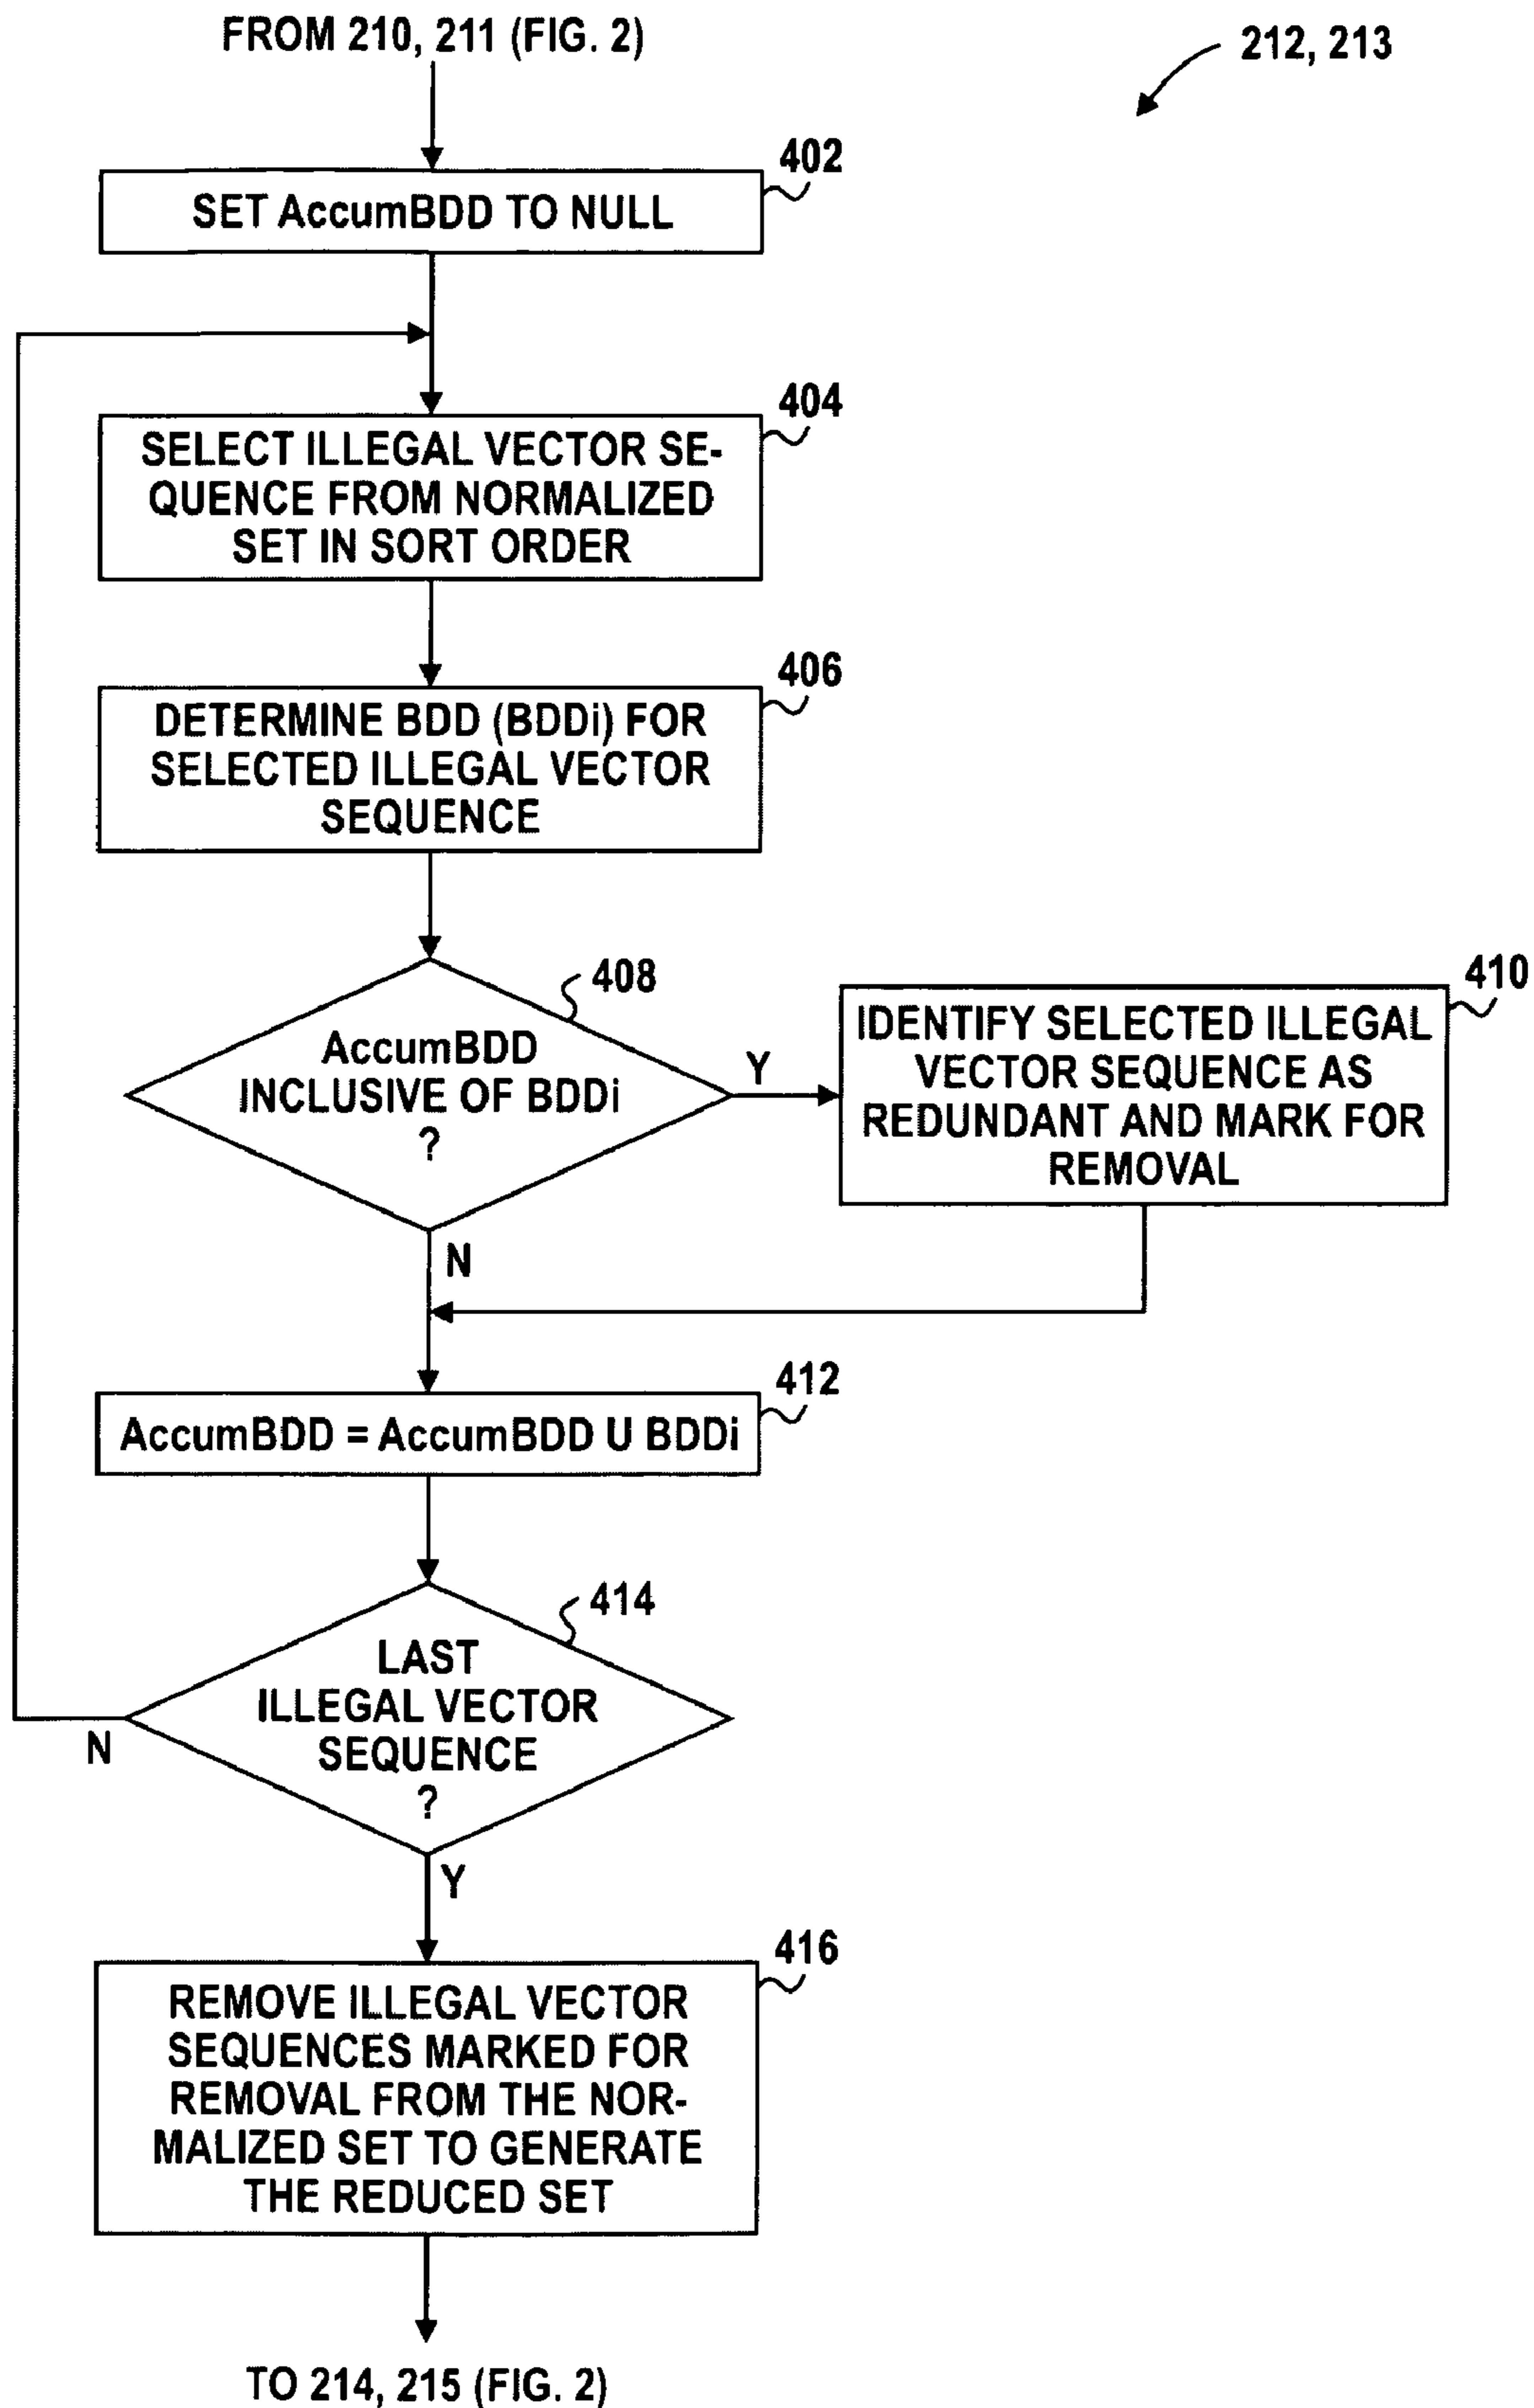 FROM 210, 211 (FIG. 2)
212, 213
402
SET AccumBDD TO NULL
404
SELECT ILLEGAL VECTOR SE-
QUENCE FROM NORMALIZED
SET IN SORT ORDER
406
DETERMINE BDD (BDDi) FOR
SELECTED ILLEGAL VECTOR
SEQUENCE
408
AccumBDD
INCLUSIVE OF BDDi
?
Y
N
410
IDENTIFY SELECTED ILLEGAL
VECTOR SEQUENCE AS
REDUNDANT AND MARK FOR
REMOVAL
412
AccumBDD = AccumBDD U BDDi
414
LAST
ILLEGAL VECTOR
SEQUENCE
?
N
Y
416
REMOVE ILLEGAL VECTOR
SEQUENCES MARKED FOR
REMOVAL FROM THE NOR-
MALIZED SET TO GENERATE
THE REDUCED SET
TO 214, 215 (FIG. 2)